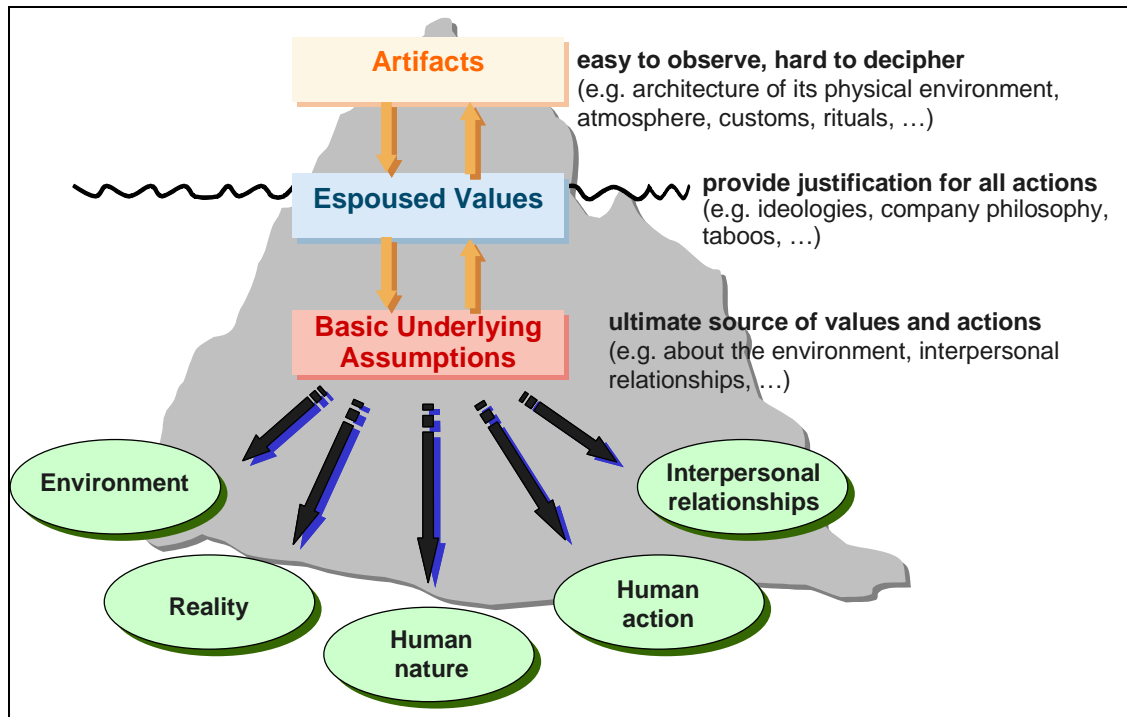 Artifacts
easy to observe, hard to decipher
(e.g. architecture of its physical environment,
atmosphere, customs, rituals, …)
Espoused Values
provide justification for all actions
(e.g. ideologies, company philosophy,
taboos, …)
Basic Underlying
Assumptions
ultimate source of values and actions
(e.g. about the environment, interpersonal
relationships, …)
Environment
Reality
Human
nature
Human
action
Interpersonal
relationships